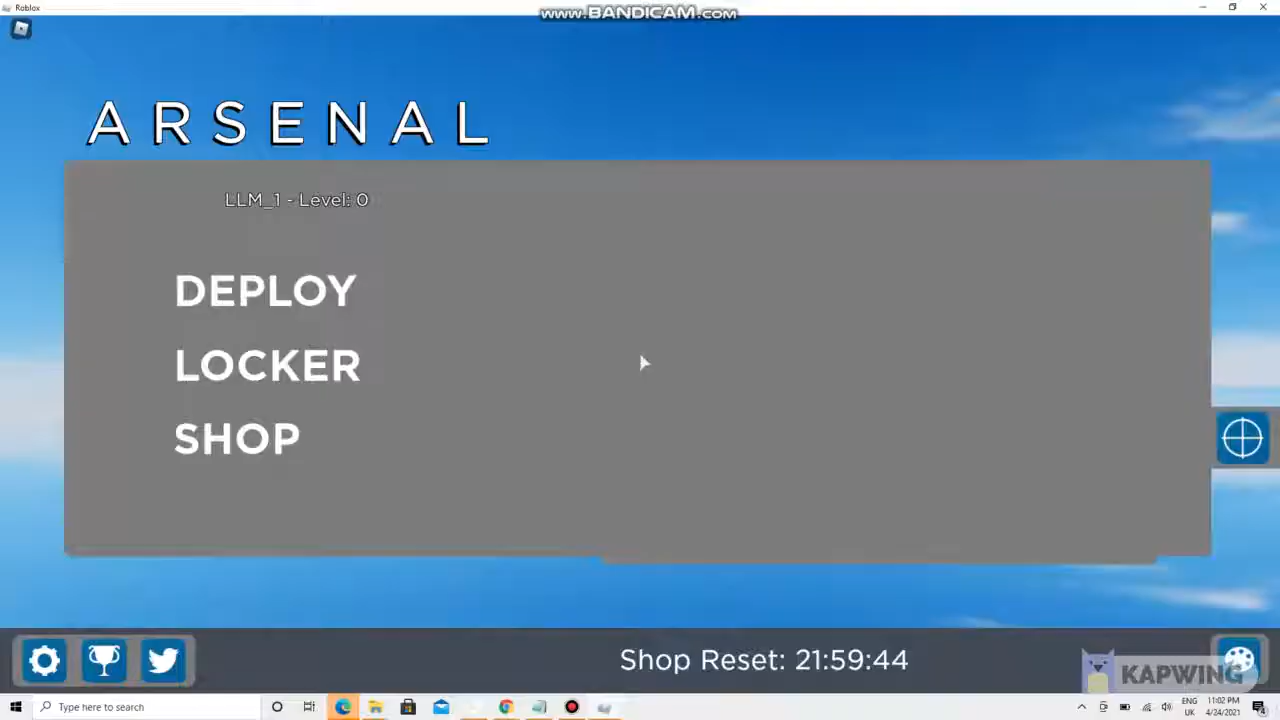 Roblox
www.BANDICAM.com
ARSENAL
LLM_1 - Level: 0
DEPLOY
LOCKER
SHOP
Shop Reset: 21:59:44
KAPWING
Type here to search
ENG
UK
11:02 PM
4/24/2021
4